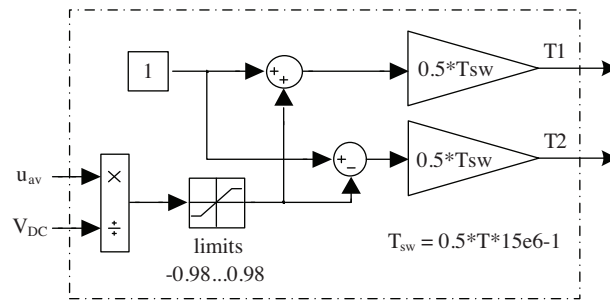 T1
0.5*Tsw
1
+
+
T2
0.5*Tsw
+
−
u_av
×
V_DC
÷
limits
-0.98...0.98
T_sw = 0.5*T*15e6-1